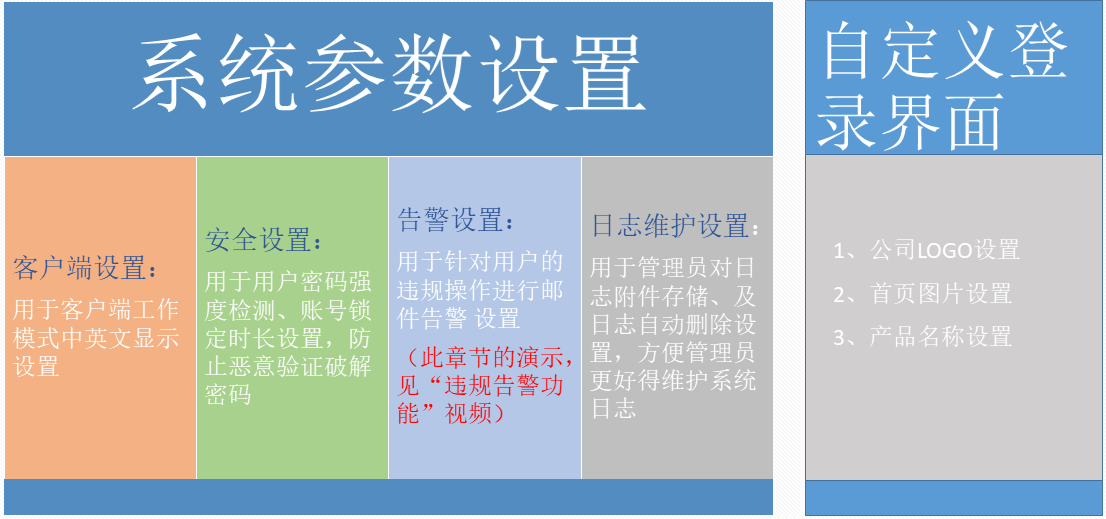 系统参数设置
客户端设置：
用于客户端工作
模式中英文显示
设置
安全设置：
用于用户密码强
度检测、账号锁
定时长设置，防
止恶意验证破解
密码
告警设置：
用于针对用户的
违规操作进行邮
件告警 设置
（此章节的演示，
见“违规告警功
能”视频）
日志维护设置：
用于管理员对日
志附件存储、及
日志自动删除设
置，方便管理员
更好得维护系统
日志
自定义登
录界面
1、公司LOGO设置
2、首页图片设置
3、产品名称设置